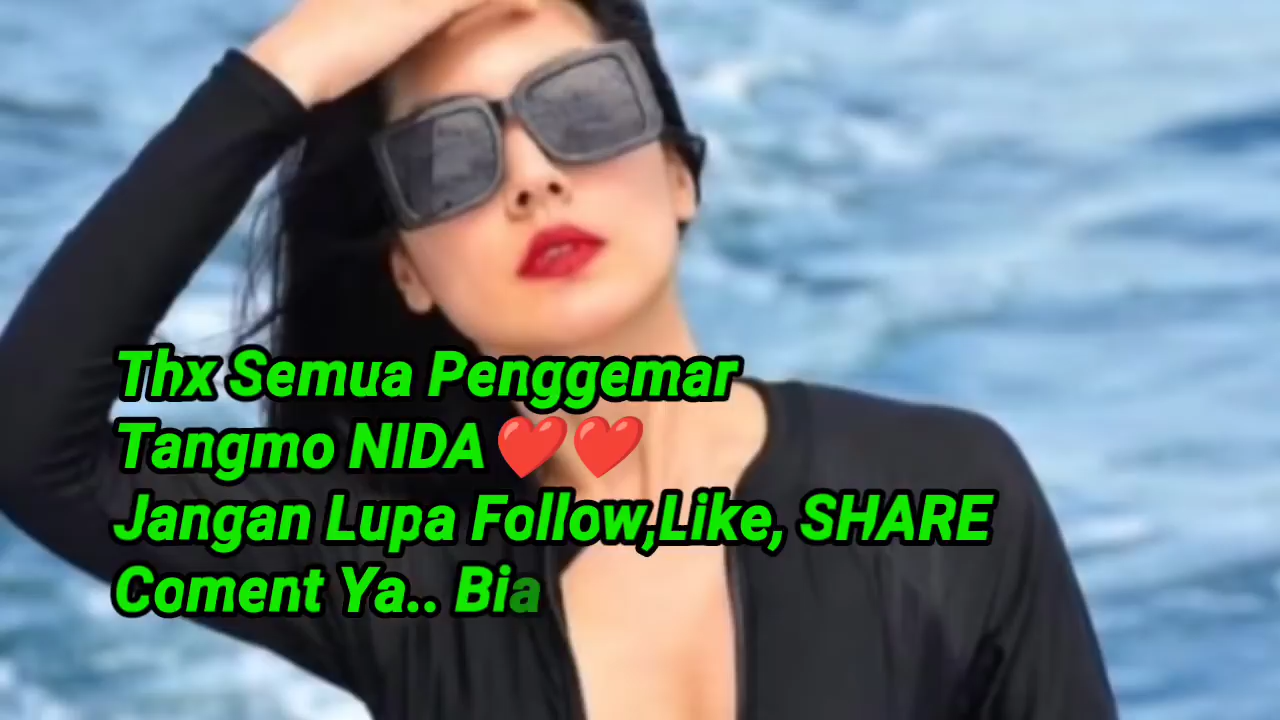 Thx Semua Penggemar
Tangmo NIDA ❤️❤️
Jangan Lupa Follow,Like, SHARE
Coment Ya.. Bia